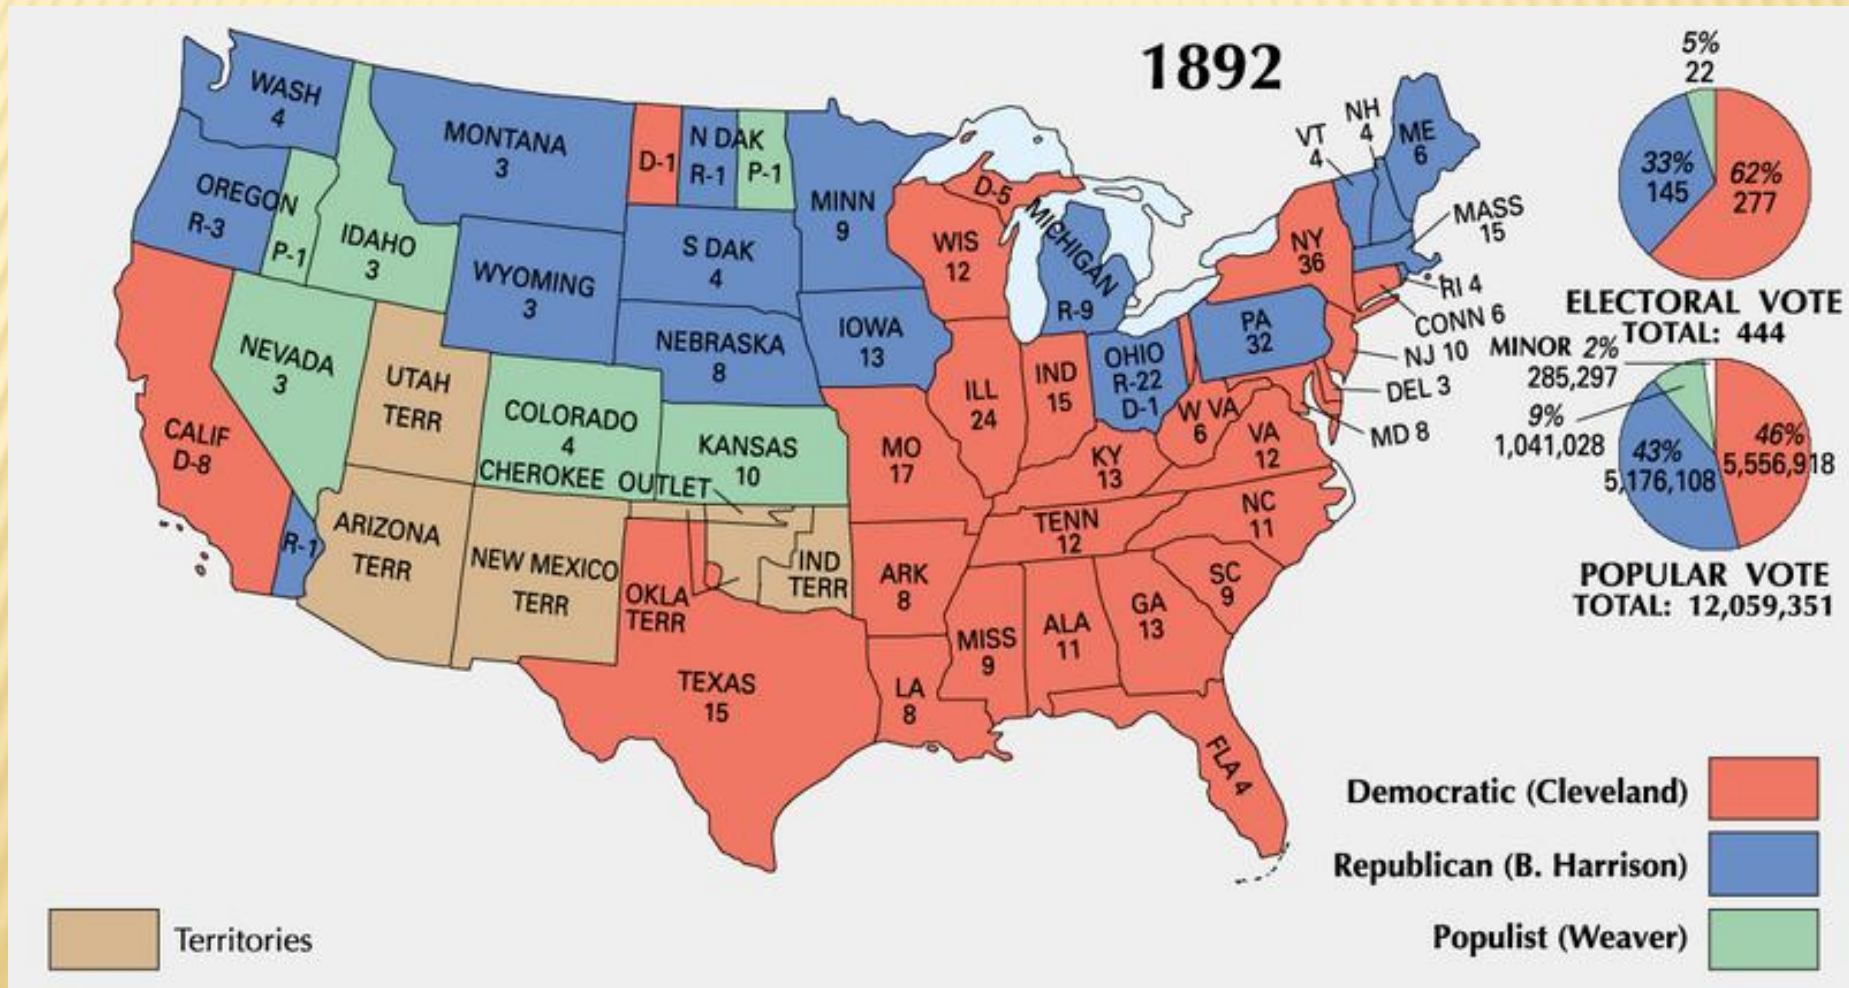 1892
WASH
4
OREGON
R-3
P-1
IDAHO
3
MONTANA
3
WYOMING
3
NEVADA
3
CALIF
D-8
R-1
UTAH
TERR
ARIZONA
TERR
COLORADO
4
NEW MEXICO
TERR
D-1
N DAK
R-1
P-1
S DAK
4
NEBRASKA
8
KANSAS
10
CHEROKEE OUTLET
OKLA
TERR
IND
TERR
TEXAS
15
MINN
9
IOWA
13
MO
17
ARK
8
LA
8
WIS
12
D-5
MICHIGAN
R-9
ILL
24
IND
15
OHIO
R-22
D-1
KY
13
TENN
12
MISS
9
ALA
11
GA
13
FLA 4
SC
9
NC
11
VA
12
W VA
6
PA
32
NY
36
VT
4
NH
4
ME
6
MASS
15
RI 4
CONN 6
NJ 10
DEL 3
MD 8
5%
22
33%
145
62%
277
ELECTORAL VOTE
TOTAL: 444
MINOR 2%
285,297
9%
1,041,028
43%
5,176,108
46%
5,556,918
POPULAR VOTE
TOTAL: 12,059,351
Democratic (Cleveland)
Republican (B. Harrison)
Populist (Weaver)
Territories